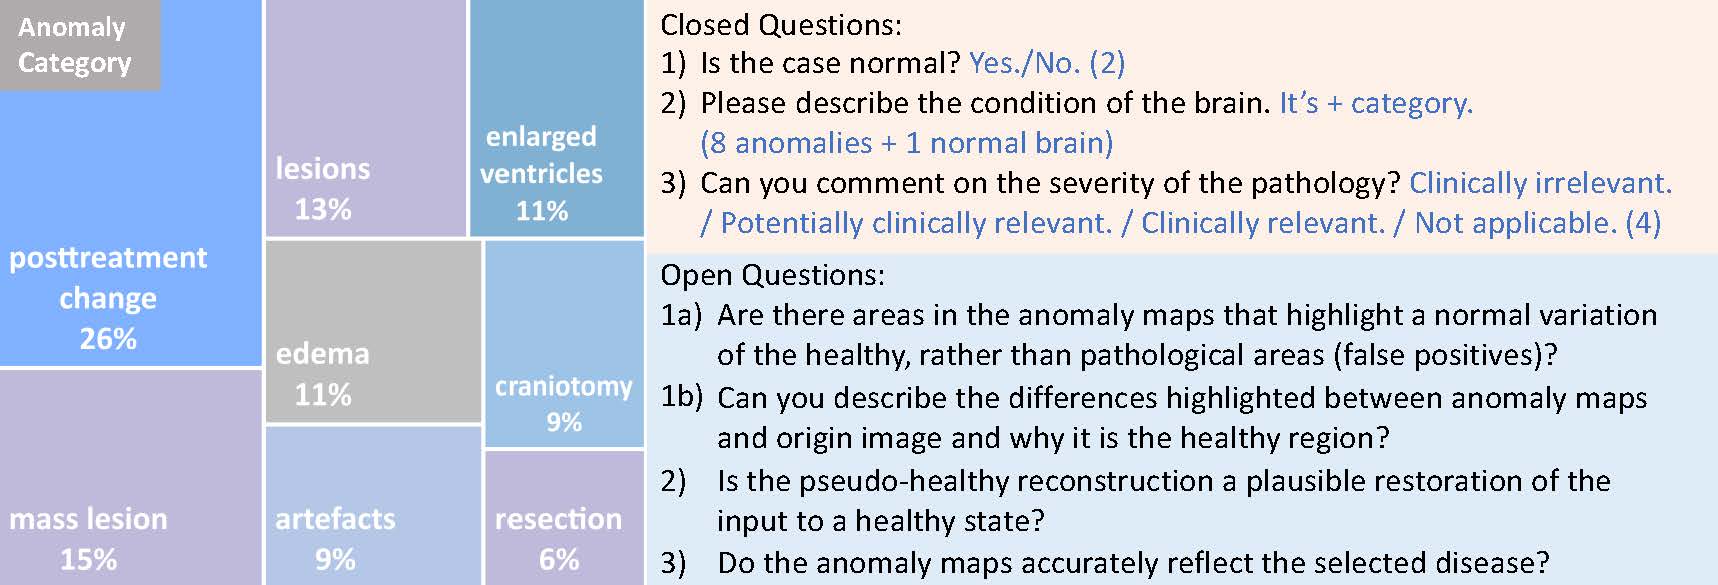 Anomaly
Category
posttreatment
change
26%
mass lesion
15%
lesions
13%
enlarged
ventricles
11%
edema
11%
craniotomy
9%
artefacts
9%
resection
6%
Closed Questions:
1) Is the case normal? Yes./No. (2)
2) Please describe the condition of the brain. It’s + category.
(8 anomalies + 1 normal brain)
3) Can you comment on the severity of the pathology? Clinically irrelevant.
/ Potentially clinically relevant. / Clinically relevant. / Not applicable. (4)
Open Questions:
1a) Are there areas in the anomaly maps that highlight a normal variation
of the healthy, rather than pathological areas (false positives)?
1b) Can you describe the differences highlighted between anomaly maps
and origin image and why it is the healthy region?
2) Is the pseudo-healthy reconstruction a plausible restoration of the
input to a healthy state?
3) Do the anomaly maps accurately reflect the selected disease?